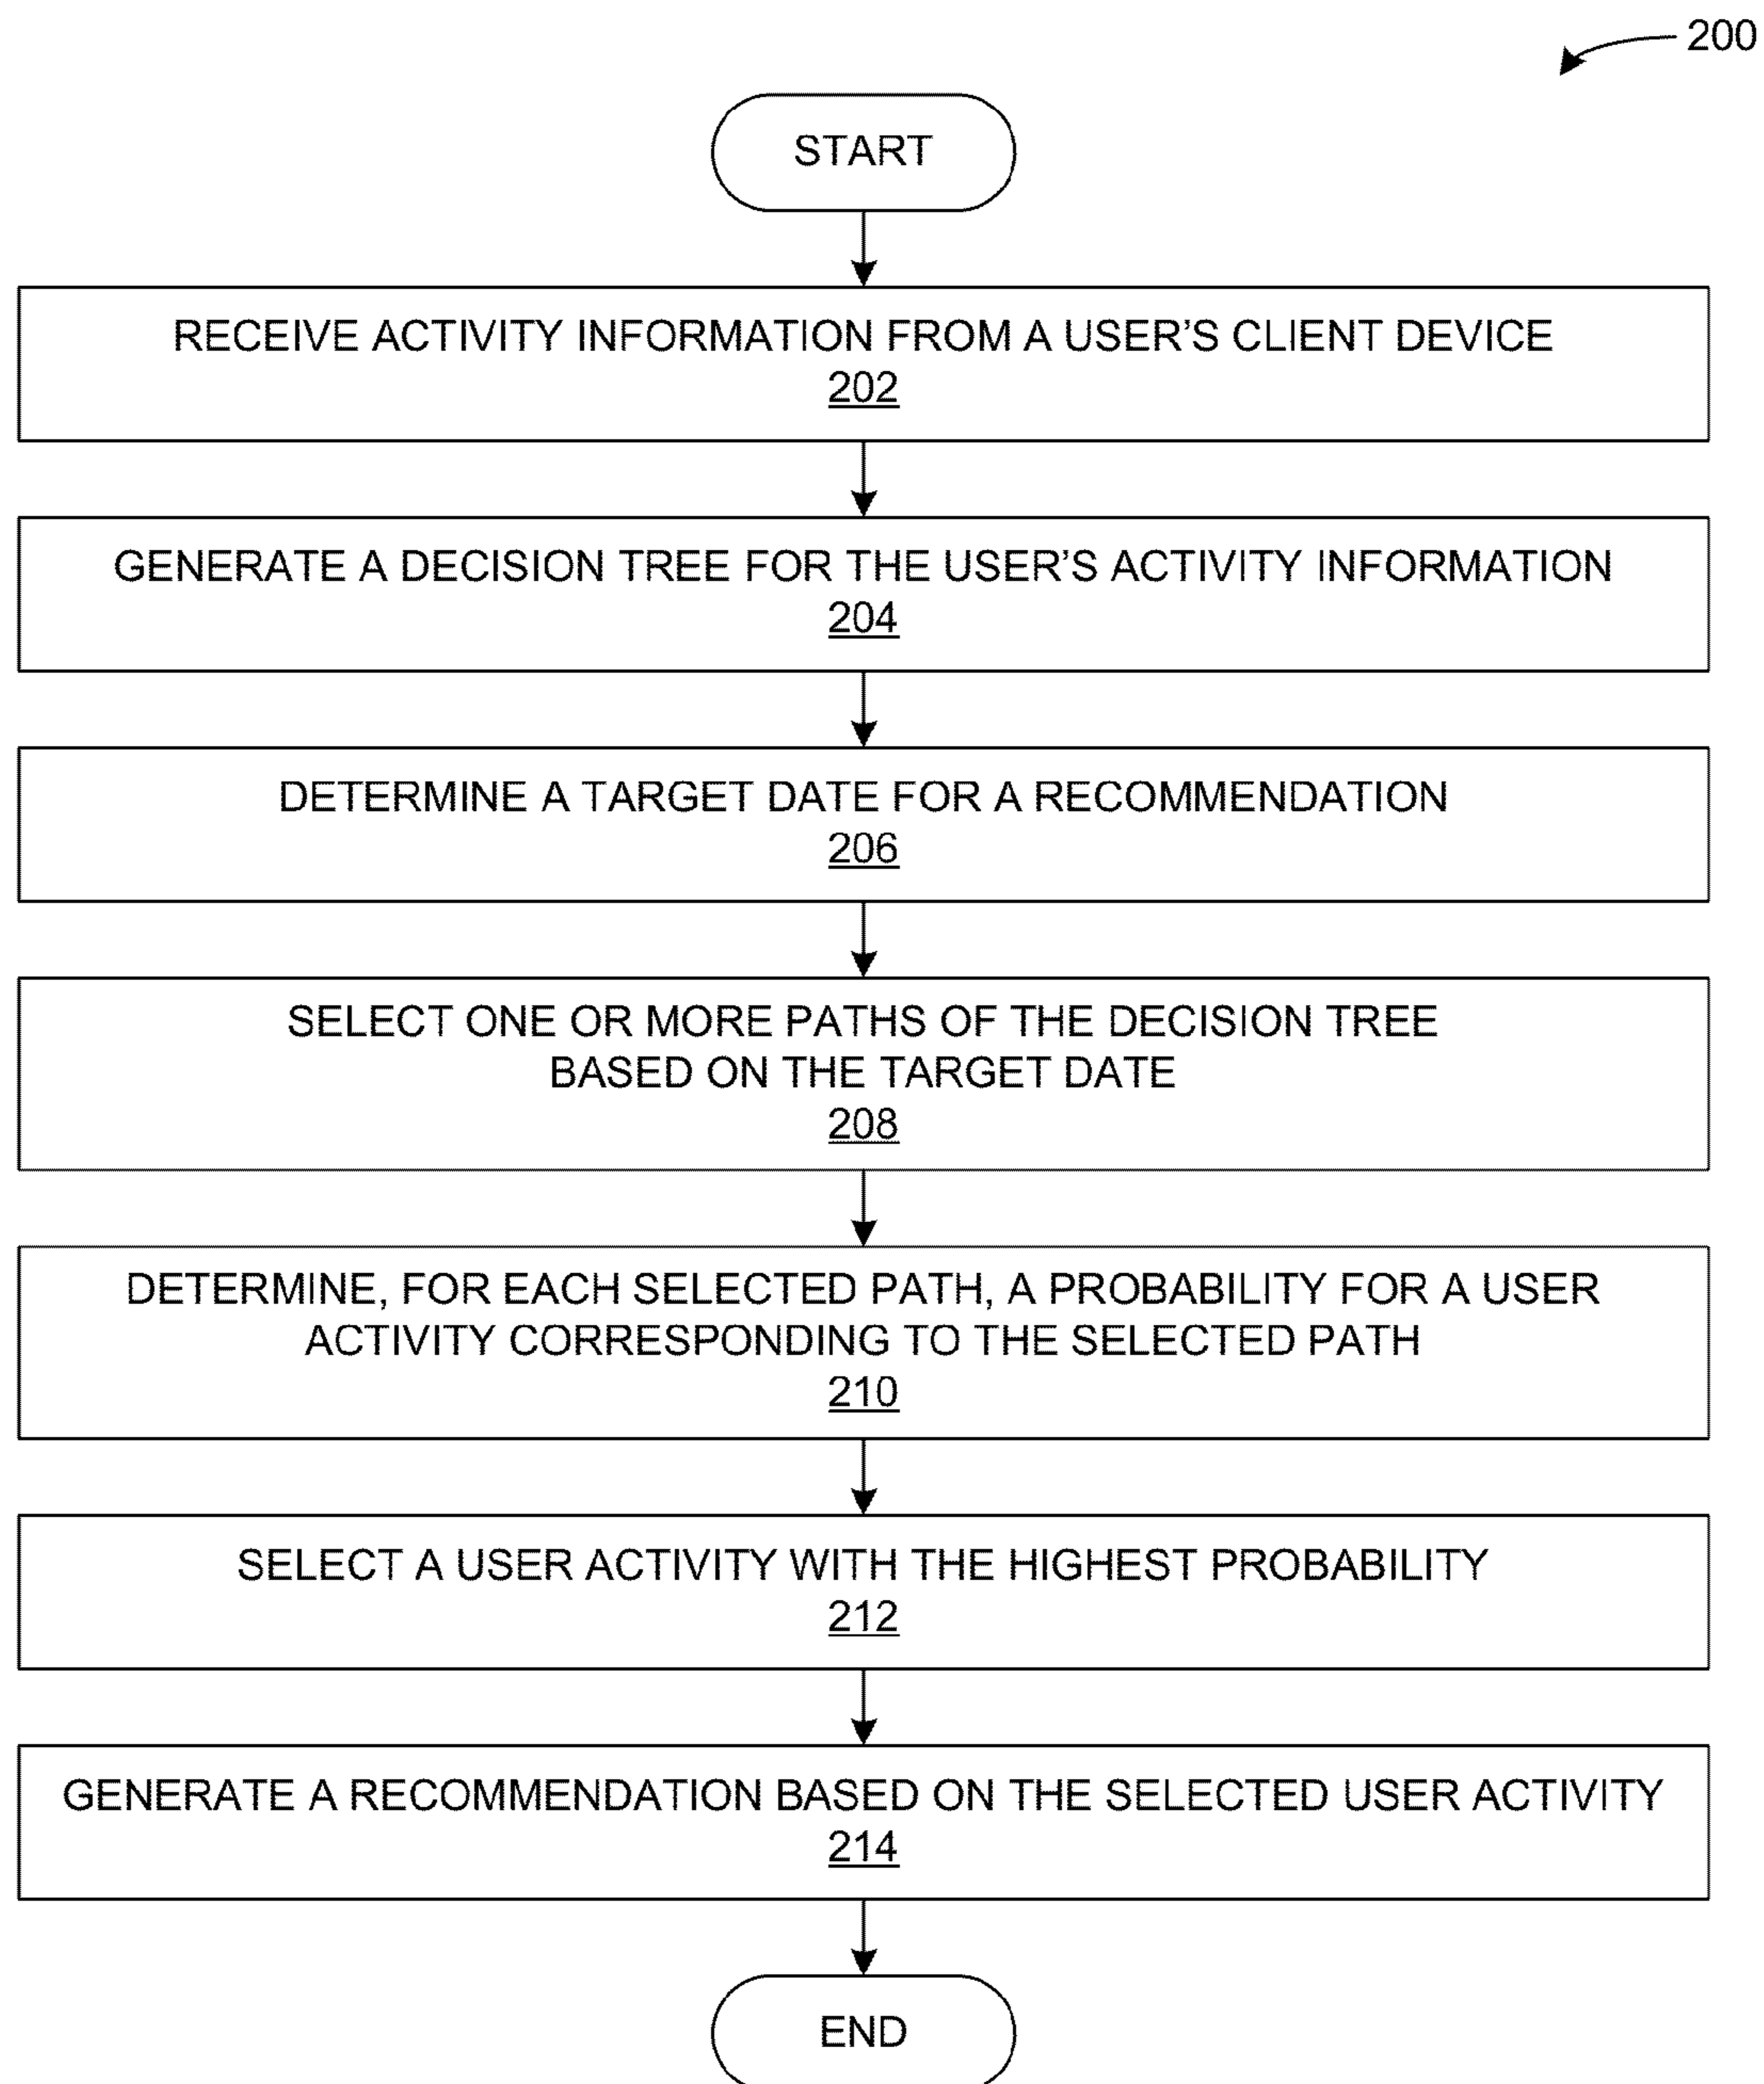 200
START
RECEIVE ACTIVITY INFORMATION FROM A USER'S CLIENT DEVICE
202
GENERATE A DECISION TREE FOR THE USER'S ACTIVITY INFORMATION
204
DETERMINE A TARGET DATE FOR A RECOMMENDATION
206
SELECT ONE OR MORE PATHS OF THE DECISION TREE
BASED ON THE TARGET DATE
208
DETERMINE, FOR EACH SELECTED PATH, A PROBABILITY FOR A USER
ACTIVITY CORRESPONDING TO THE SELECTED PATH
210
SELECT A USER ACTIVITY WITH THE HIGHEST PROBABILITY
212
GENERATE A RECOMMENDATION BASED ON THE SELECTED USER ACTIVITY
214
END